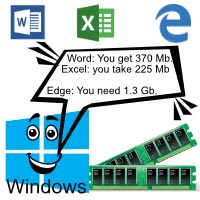 W
X
e
Word: You get 370 Mb.
Excel: you take 225 Mb
Edge: You need 1.3 Gb.
Windows